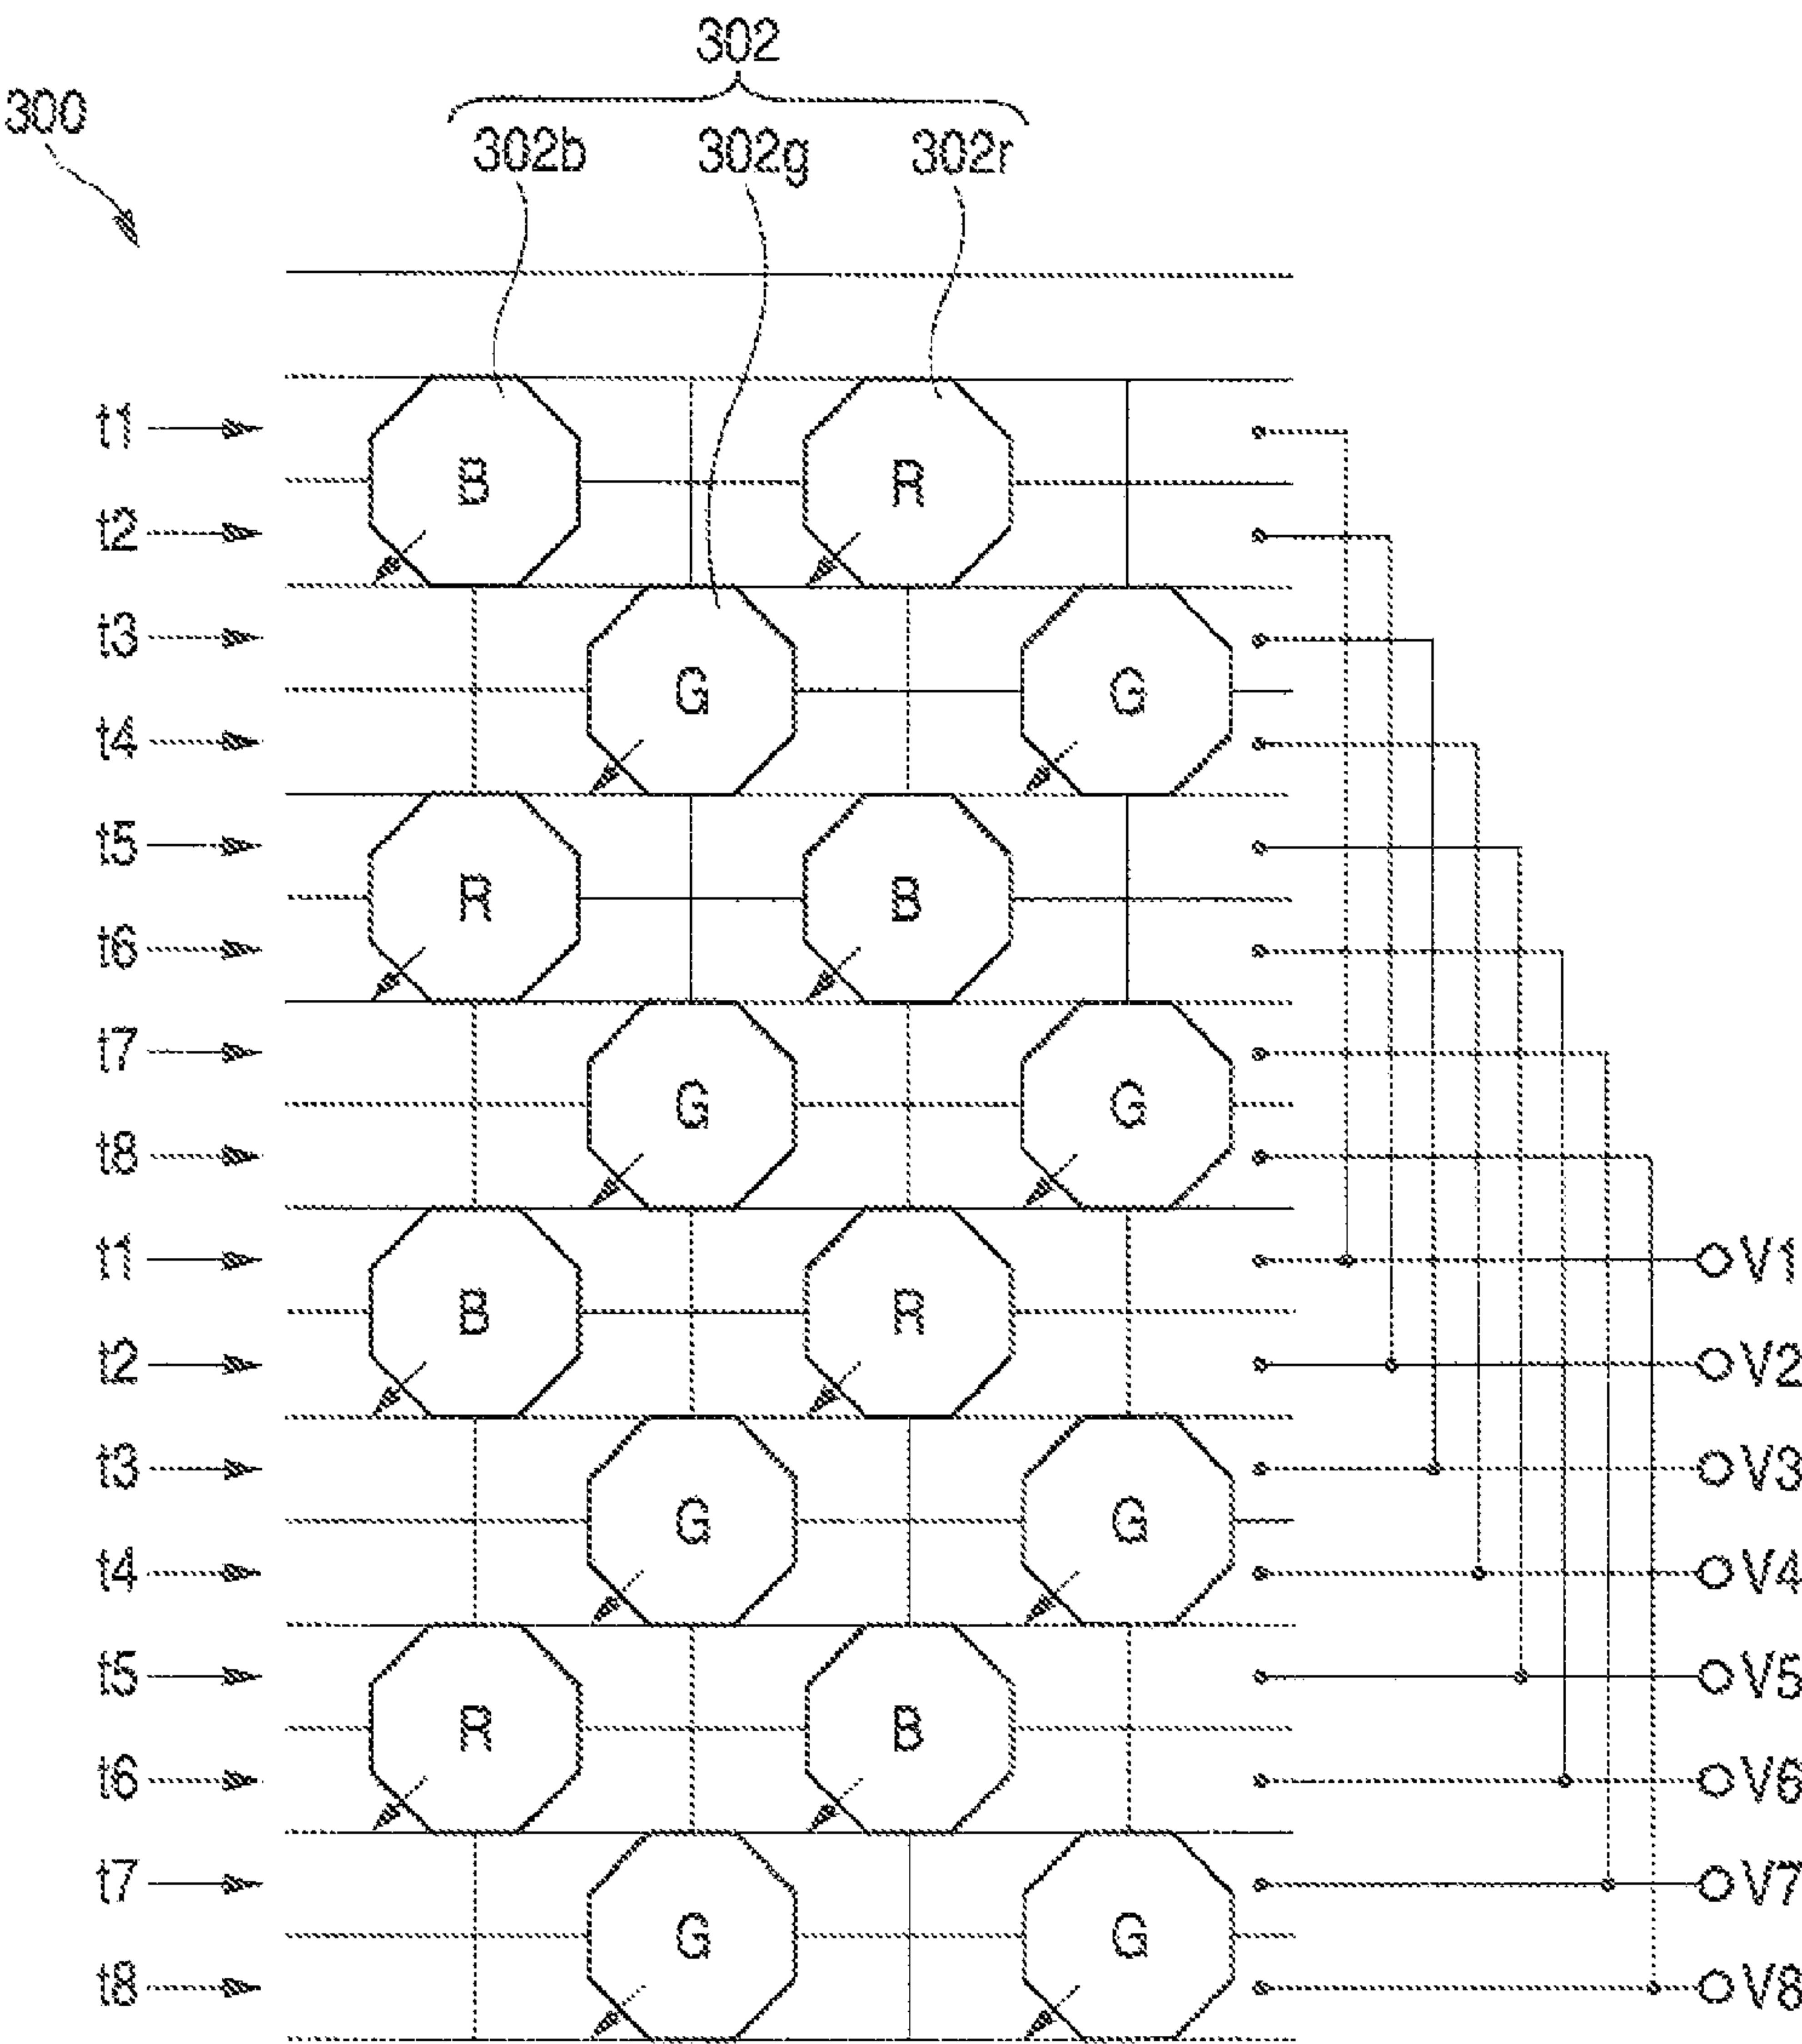 302
300
302b 302g 302r
t1
B R
t2
t3
G G
t4
t5
R B
t6
t7
G G
t8
t1 V1
B R
t2 V2
t3 V3
G G
t4 V4
t5 V5
R B
t6 V6
t7 V7
G G
t8 V8